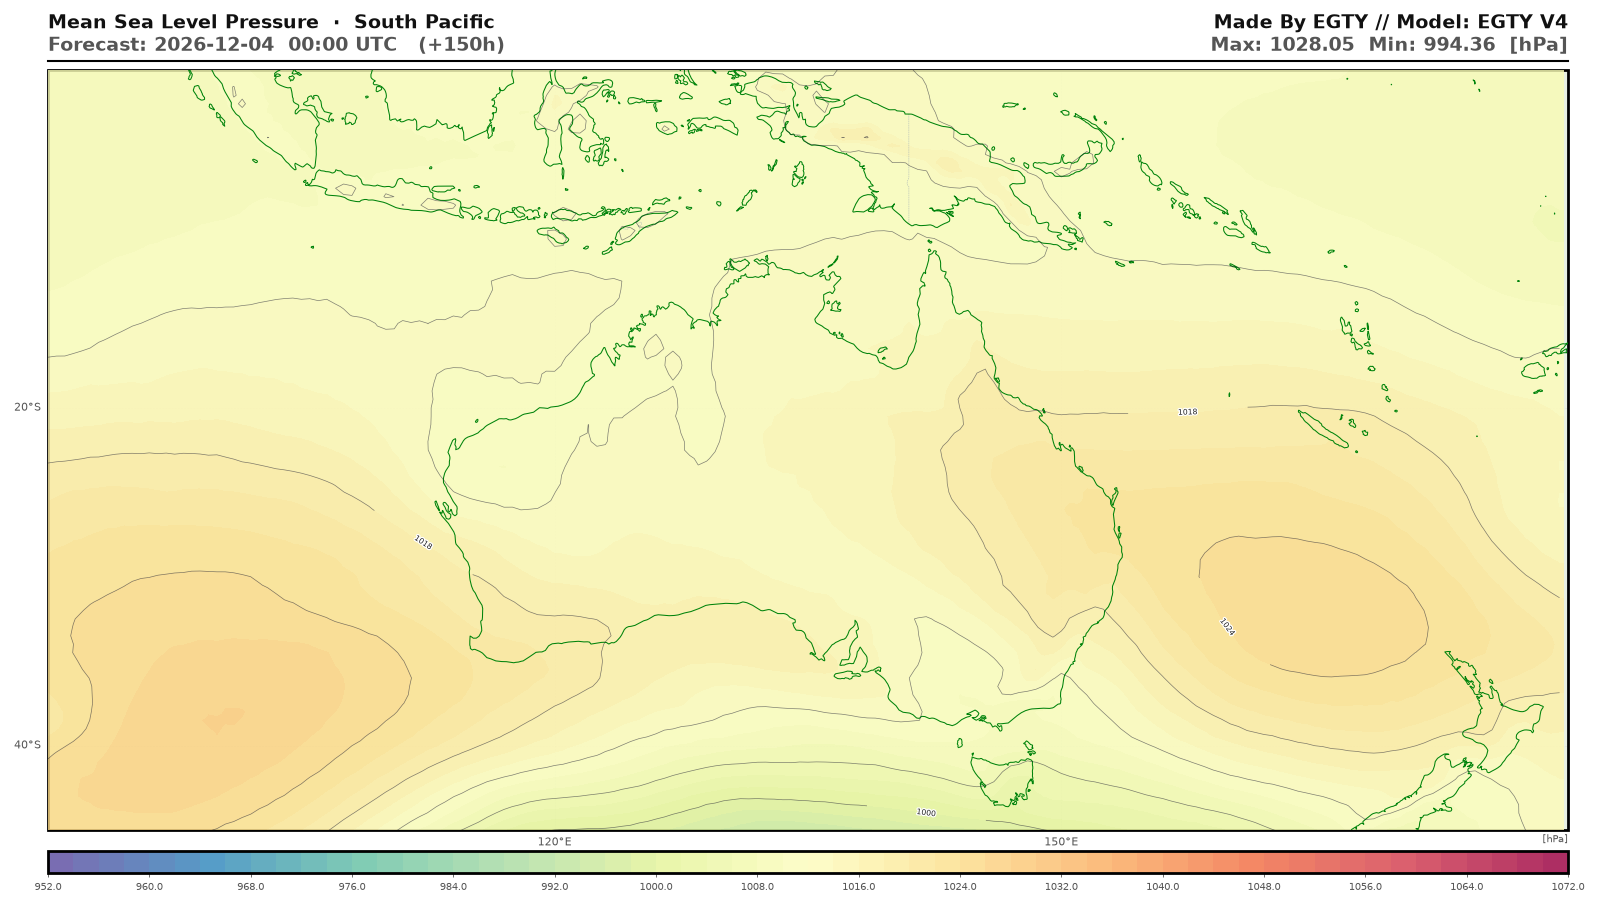 Mean Sea Level Pressure · South Pacific
Made By EGTY // Model: EGTY V4
Forecast: 2026-12-04 00:00 UTC (+150h)
Max: 1028.05 Min: 994.36 [hPa]
20°S
1018
1018
1024
40°S
1000
120°E
150°E
[hPa]
952.0 960.0 968.0 976.0 984.0 992.0 1000.0 1008.0 1016.0 1024.0 1032.0 1040.0 1048.0 1056.0 1064.0 1072.0